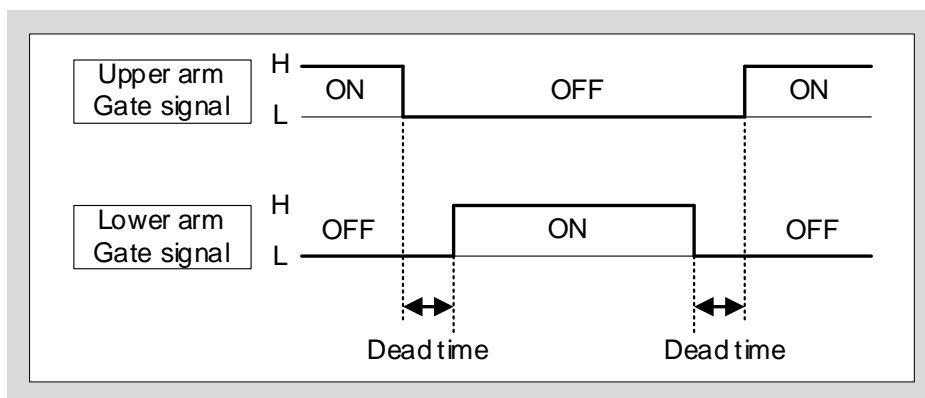 Upper arm
Gate signal
H
L
ON
OFF
ON
Lower arm
Gate signal
H
L
OFF
ON
OFF
Dead time
Dead time